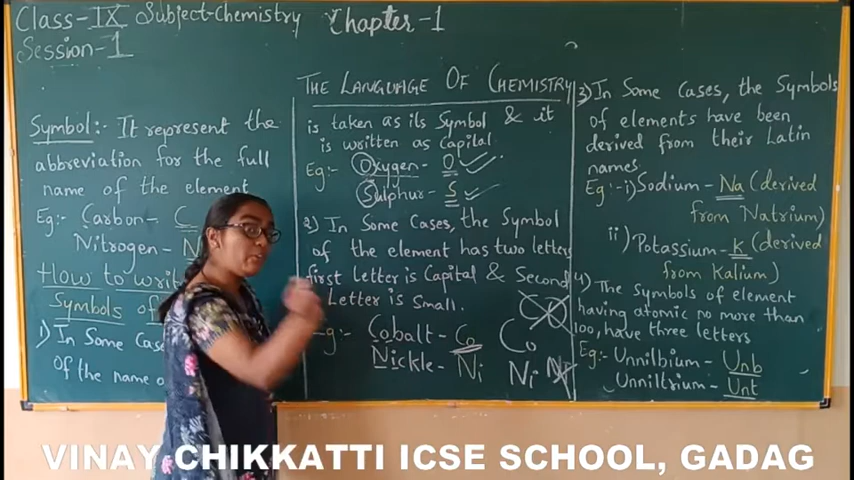 Class-IX Subject-Chemistry Chapter-1
Session-1
THE LANGUAGE OF CHEMISTRY
Symbol:- It represent the
abbreviation for the full
name of the element
Eg:- Carbon- C
Nitrogen- N
How to writ
Symbols of
1) In Some Cas
of the name o
is taken as its Symbol & it
is written as Capital
Eg:- Oxygen- O
Sulphur- S
2) In Some Cases, the Symbol
of the element has two letters
first Letter is Capital & Second
Letter is Small.
Eg:- Cobalt- Co
Nickle- Ni
CO
Co
Ni
3) In Some Cases, the Symbols
of elements have been
derived from their Latin
names.
Eg:- i) Sodium - Na (derived
from Natrium)
ii) Potassium- K (derived
from Kalium)
4) The Symbols of element
having atomic no more than
100, have three letters
Eg:- Unnilbium - Unb
Unniltrium - Unt
VINAY CHIKKATTI ICSE SCHOOL, GADAG